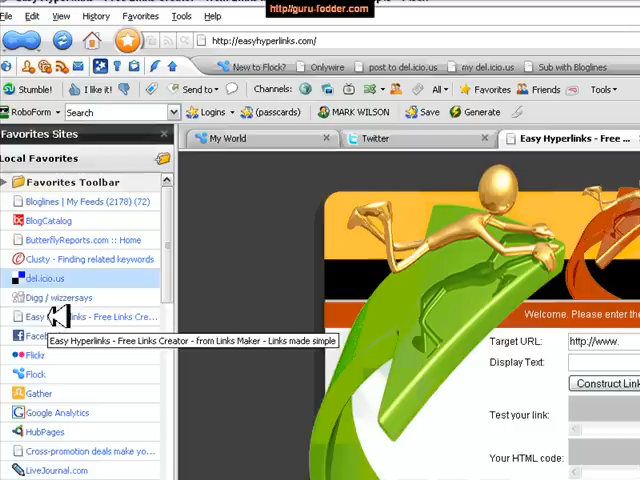 http://guru-fodder.com
File Edit View History Favorites Tools Help
http://easyhyperlinks.com/
New to Flock? Onlywire post to del.icio.us my del.icio.us Sub with Bloglines
Stumble! I like it! Send to Channels: All Favorites Friends Tools
RoboForm Search Logins (passcards) MARK WILSON Save Generate
Favorites Sites
My World Twitter Easy Hyperlinks - Free ...
Local Favorites
Favorites Toolbar
Bloglines | My Feeds (2178) (72)
BlogCatalog
ButterflyReports.com :: Home
Clusty - Finding related keywords
del.icio.us
Digg / wizzersays
Easy
nks - Free Links Cre...
Welcome. Please enter the
Faceb
Easy Hyperlinks - Free Links Creator - from Links Maker - Links made simple
Target URL: http://www.
Flickr
Display Text:
Flock
Construct Link
Gather
Google Analytics
Test your link:
HubPages
Cross-promotion deals make yo...
Your HTML code:
LiveJournal.com